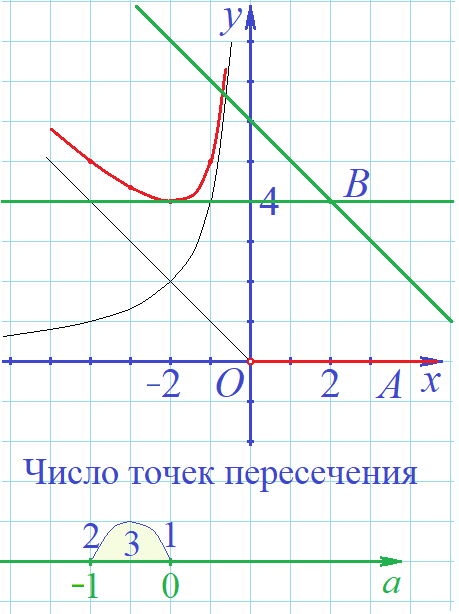 y
B
4
-2 O 2 A x
Число точек пересечения
2 3 1
-1 0 a